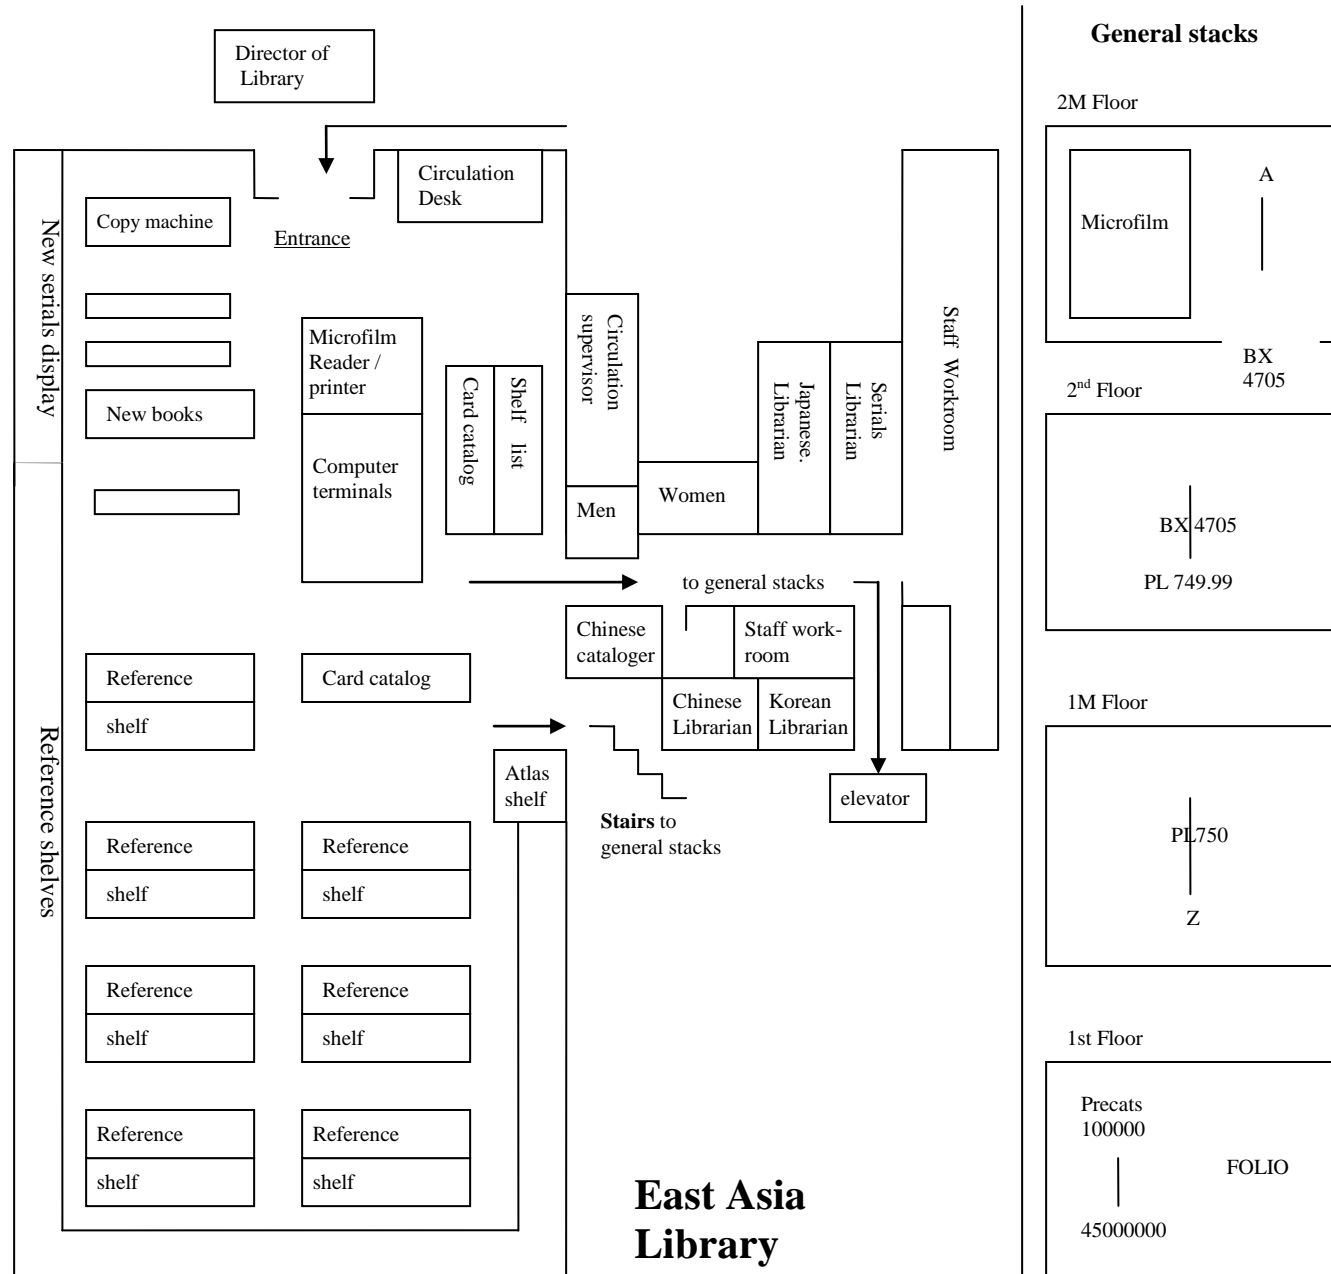 Director of
Library
Circulation
Desk
Copy machine
Entrance
New serials display
Microfilm
Reader /
printer
Card catalog
Shelf list
Circulation
supervisor
New books
Computer
terminals
Men
Women
Japanese.
Librarian
Serials
Librarian
Staff Workroom
to general stacks
Chinese
cataloger
Staff work-
room
Chinese
Librarian
Korean
Librarian
Reference
shelf
Card catalog
Reference shelves
Atlas
shelf
Stairs to
general stacks
elevator
Reference
shelf
Reference
shelf
Reference
shelf
Reference
shelf
Reference
shelf
Reference
shelf
East Asia
Library
General stacks
2M Floor
Microfilm
A
BX
4705
2nd Floor
BX 4705
PL 749.99
1M Floor
PL750
Z
1st Floor
Precats
100000
FOLIO
45000000